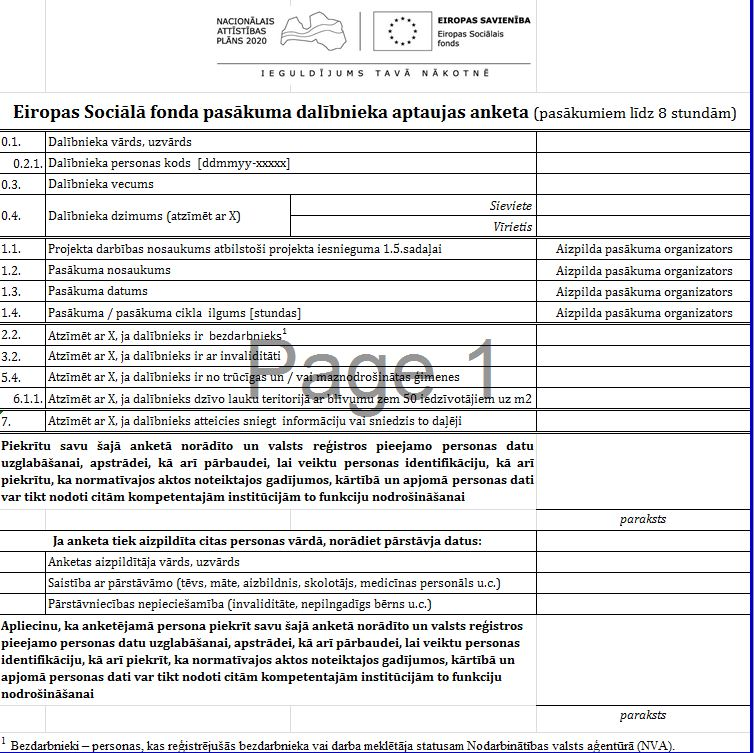 NACIONĀLAIS
ATTĪSTĪBAS
PLĀNS 2020
EIROPAS SAVIENĪBA
Eiropas Sociālais
fonds
IEGULDĪJUMS TAVĀ NĀKOTNĒ
Eiropas Sociālā fonda pasākuma dalībnieka aptaujas anketa (pasākumiem līdz 8 stundām)
0.1. Dalībnieka vārds, uzvārds
0.2.1. Dalībnieka personas kods [ddmmyy-xxxxx]
0.3. Dalībnieka vecums
0.4. Dalībnieka dzimums (atzīmēt ar X)
Sieviete
Vīrietis
1.1. Projekta darbības nosaukums atbilstoši projekta iesnieguma 1.5.sadaļai Aizpilda pasākuma organizators
1.2. Pasākuma nosaukums Aizpilda pasākuma organizators
1.3. Pasākuma datums Aizpilda pasākuma organizators
1.4. Pasākuma / pasākuma cikla ilgums [stundas] Aizpilda pasākuma organizators
2.2. Atzīmēt ar X, ja dalībnieks ir bezdarbnieks¹
3.2. Atzīmēt ar X, ja dalībnieks ir ar invaliditāti
5.4. Atzīmēt ar X, ja dalībnieks ir no trūcīgas un / vai maznodrošinātas ģimenes
6.1.1. Atzīmēt ar X, ja dalībnieks dzīvo lauku teritorijā ar blīvumu zem 50 iedzīvotājiem uz m2
7. Atzīmēt ar X, ja dalībnieks atteicies sniegt informāciju vai sniedzis to daļēji
Page 1
Piekrītu savu šajā anketā norādīto un valsts reģistros pieejamo personas datu
uzglabāšanai, apstrādei, kā arī pārbaudei, lai veiktu personas identifikāciju, kā arī
piekrītu, ka normatīvajos aktos noteiktajos gadījumos, kārtībā un apjomā personas dati
var tikt nodoti citām kompetentajām institūcijām to funkciju nodrošināšanai
paraksts
Ja anketa tiek aizpildīta citas personas vārdā, norādiet pārstāvja datus:
Anketas aizpildītāja vārds, uzvārds
Saistība ar pārstāvāmo (tēvs, māte, aizbildnis, skolotājs, medicīnas personāls u.c.)
Pārstāvniecības nepieciešamība (invaliditāte, nepilngadīgs bērns u.c.)
Apliecinu, ka anketējamā persona piekrīt savu šajā anketā norādīto un valsts reģistros
pieejamo personas datu uzglabāšanai, apstrādei, kā arī pārbaudei, lai veiktu personas
identifikāciju, kā arī piekrīt, ka normatīvajos aktos noteiktajos gadījumos, kārtībā un
apjomā personas dati var tikt nodoti citām kompetentajām institūcijām to funkciju
nodrošināšanai
paraksts
¹ Bezdarbnieki – personas, kas reģistrējušās bezdarbnieka vai darba meklētāja statusam Nodarbinātības valsts aģentūrā (NVA).